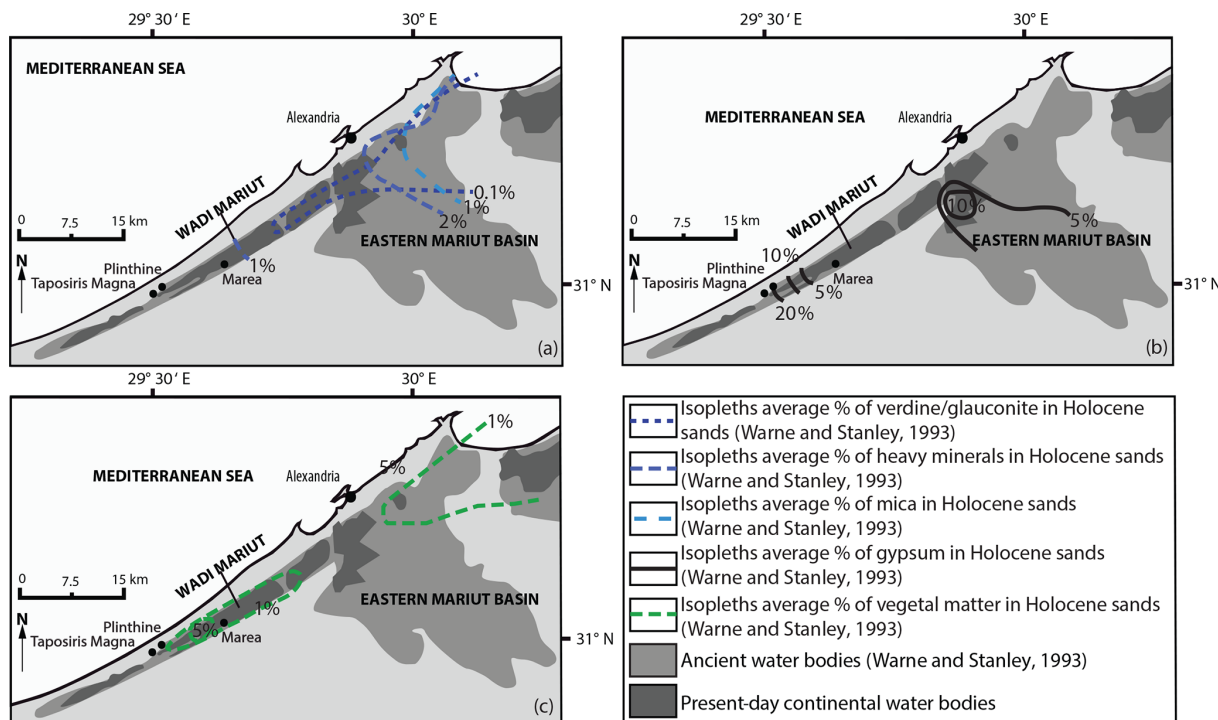 29° 30 ' E
30° E
MEDITERRANEAN SEA
Alexandria
WADI MARIUT
0.1%
1%
2%
0
7.5
15 km
EASTERN MARIUT BASIN
N
1%
Plinthine
Taposiris Magna
Marea
31° N
(a)
29° 30 ' E
30° E
MEDITERRANEAN SEA
Alexandria
WADI MARIUT
10%
5%
0
7.5
15 km
EASTERN MARIUT BASIN
N
10%
Plinthine
Taposiris Magna
Marea
5%
20%
31° N
(b)
29° 30 ' E
30° E
1%
5%
MEDITERRANEAN SEA
Alexandria
WADI MARIUT
0
7.5
15 km
EASTERN MARIUT BASIN
1%
N
5%
Plinthine
Taposiris Magna
Marea
31° N
(c)
Isopleths average % of verdine/glauconite in Holocene
sands (Warne and Stanley, 1993)
Isopleths average % of heavy minerals in Holocene sands
(Warne and Stanley, 1993)
Isopleths average % of mica in Holocene sands
(Warne and Stanley, 1993)
Isopleths average % of gypsum in Holocene sands
(Warne and Stanley, 1993)
Isopleths average % of vegetal matter in Holocene sands
(Warne and Stanley, 1993)
Ancient water bodies (Warne and Stanley, 1993)
Present-day continental water bodies